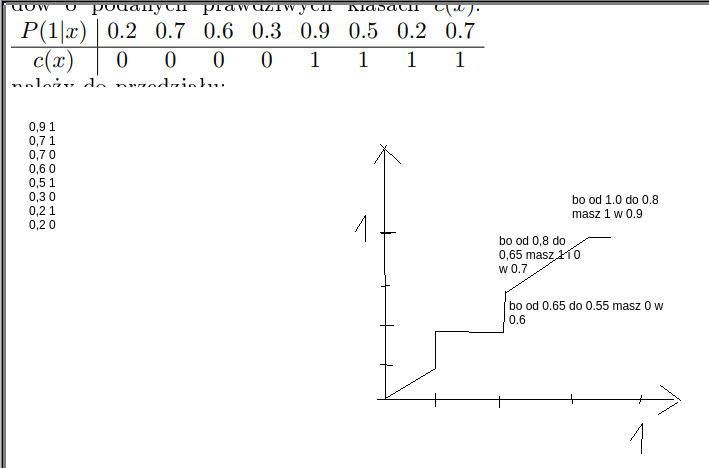 dów o podanych prawdziwych klasach c(x).
P(1|x) 0.2 0.7 0.6 0.3 0.9 0.5 0.2 0.7
c(x) 0 0 0 0 1 1 1 1
należy do przedziału:
0,9 1
0,7 1
0,7 0
0,6 0
0,5 1
0,3 0
0,2 1
0,2 0
bo od 1.0 do 0.8
masz 1 w 0.9
1
bo od 0,8 do
0,65 masz 1 i 0
w 0.7
bo od 0.65 do 0.55 masz 0 w
0.6
1